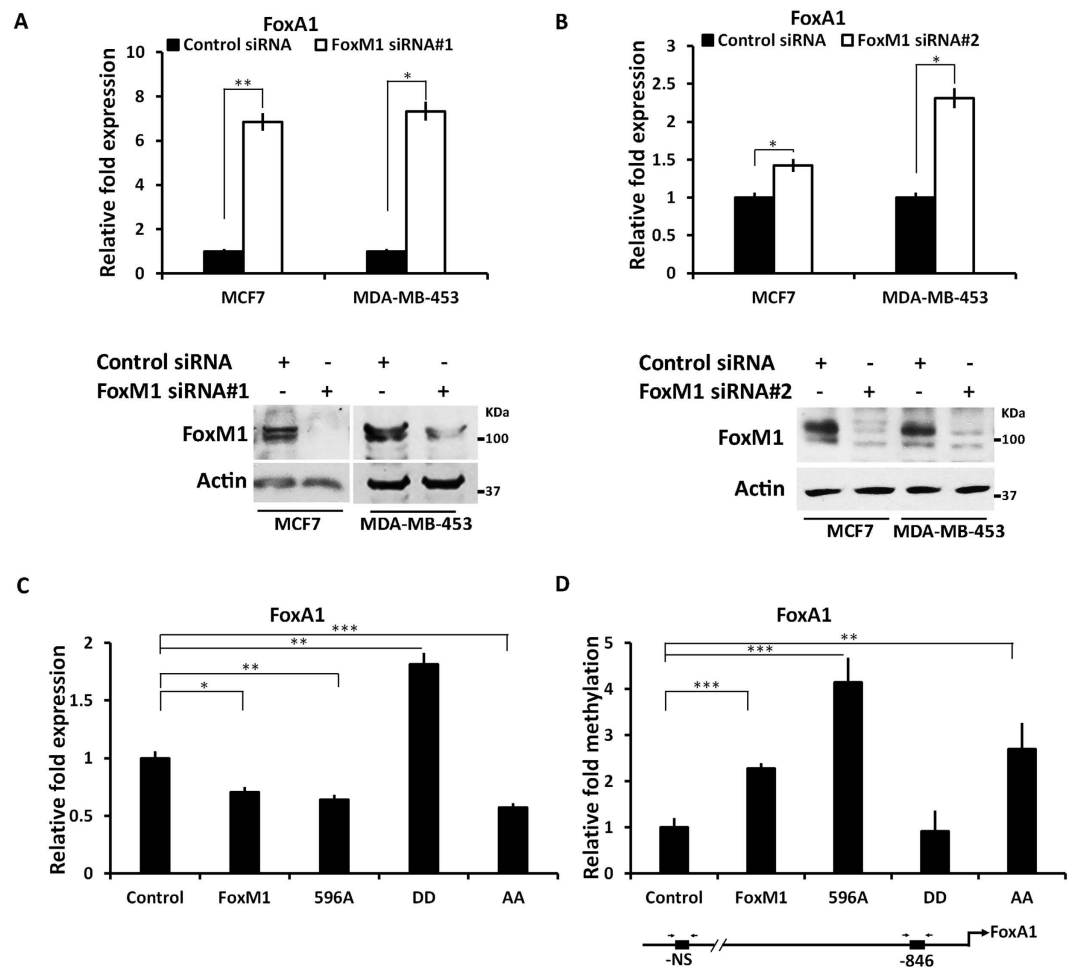 A
FoxA1
Control siRNA FoxM1 siRNA#1
Relative fold expression
10
8
6
4
2
0
**
*
MCF7 MDA-MB-453
Control siRNA + - + -
FoxM1 siRNA#1 - + - +
KDa
FoxM1
100
Actin
37
MCF7 MDA-MB-453
B
FoxA1
Control siRNA FoxM1 siRNA#2
Relative fold expression
3
2.5
2
1.5
1
0.5
0
*
*
MCF7 MDA-MB-453
Control siRNA + - + -
FoxM1 siRNA#2 - + - +
KDa
FoxM1
100
Actin
37
MCF7 MDA-MB-453
C
FoxA1
Relative fold expression
2
1.5
1
0.5
0
***
**
**
*
Control FoxM1 596A DD AA
D
FoxA1
Relative fold methylation
5
4
3
2
1
0
**
***
***
Control FoxM1 596A DD AA
FoxA1
-NS -846